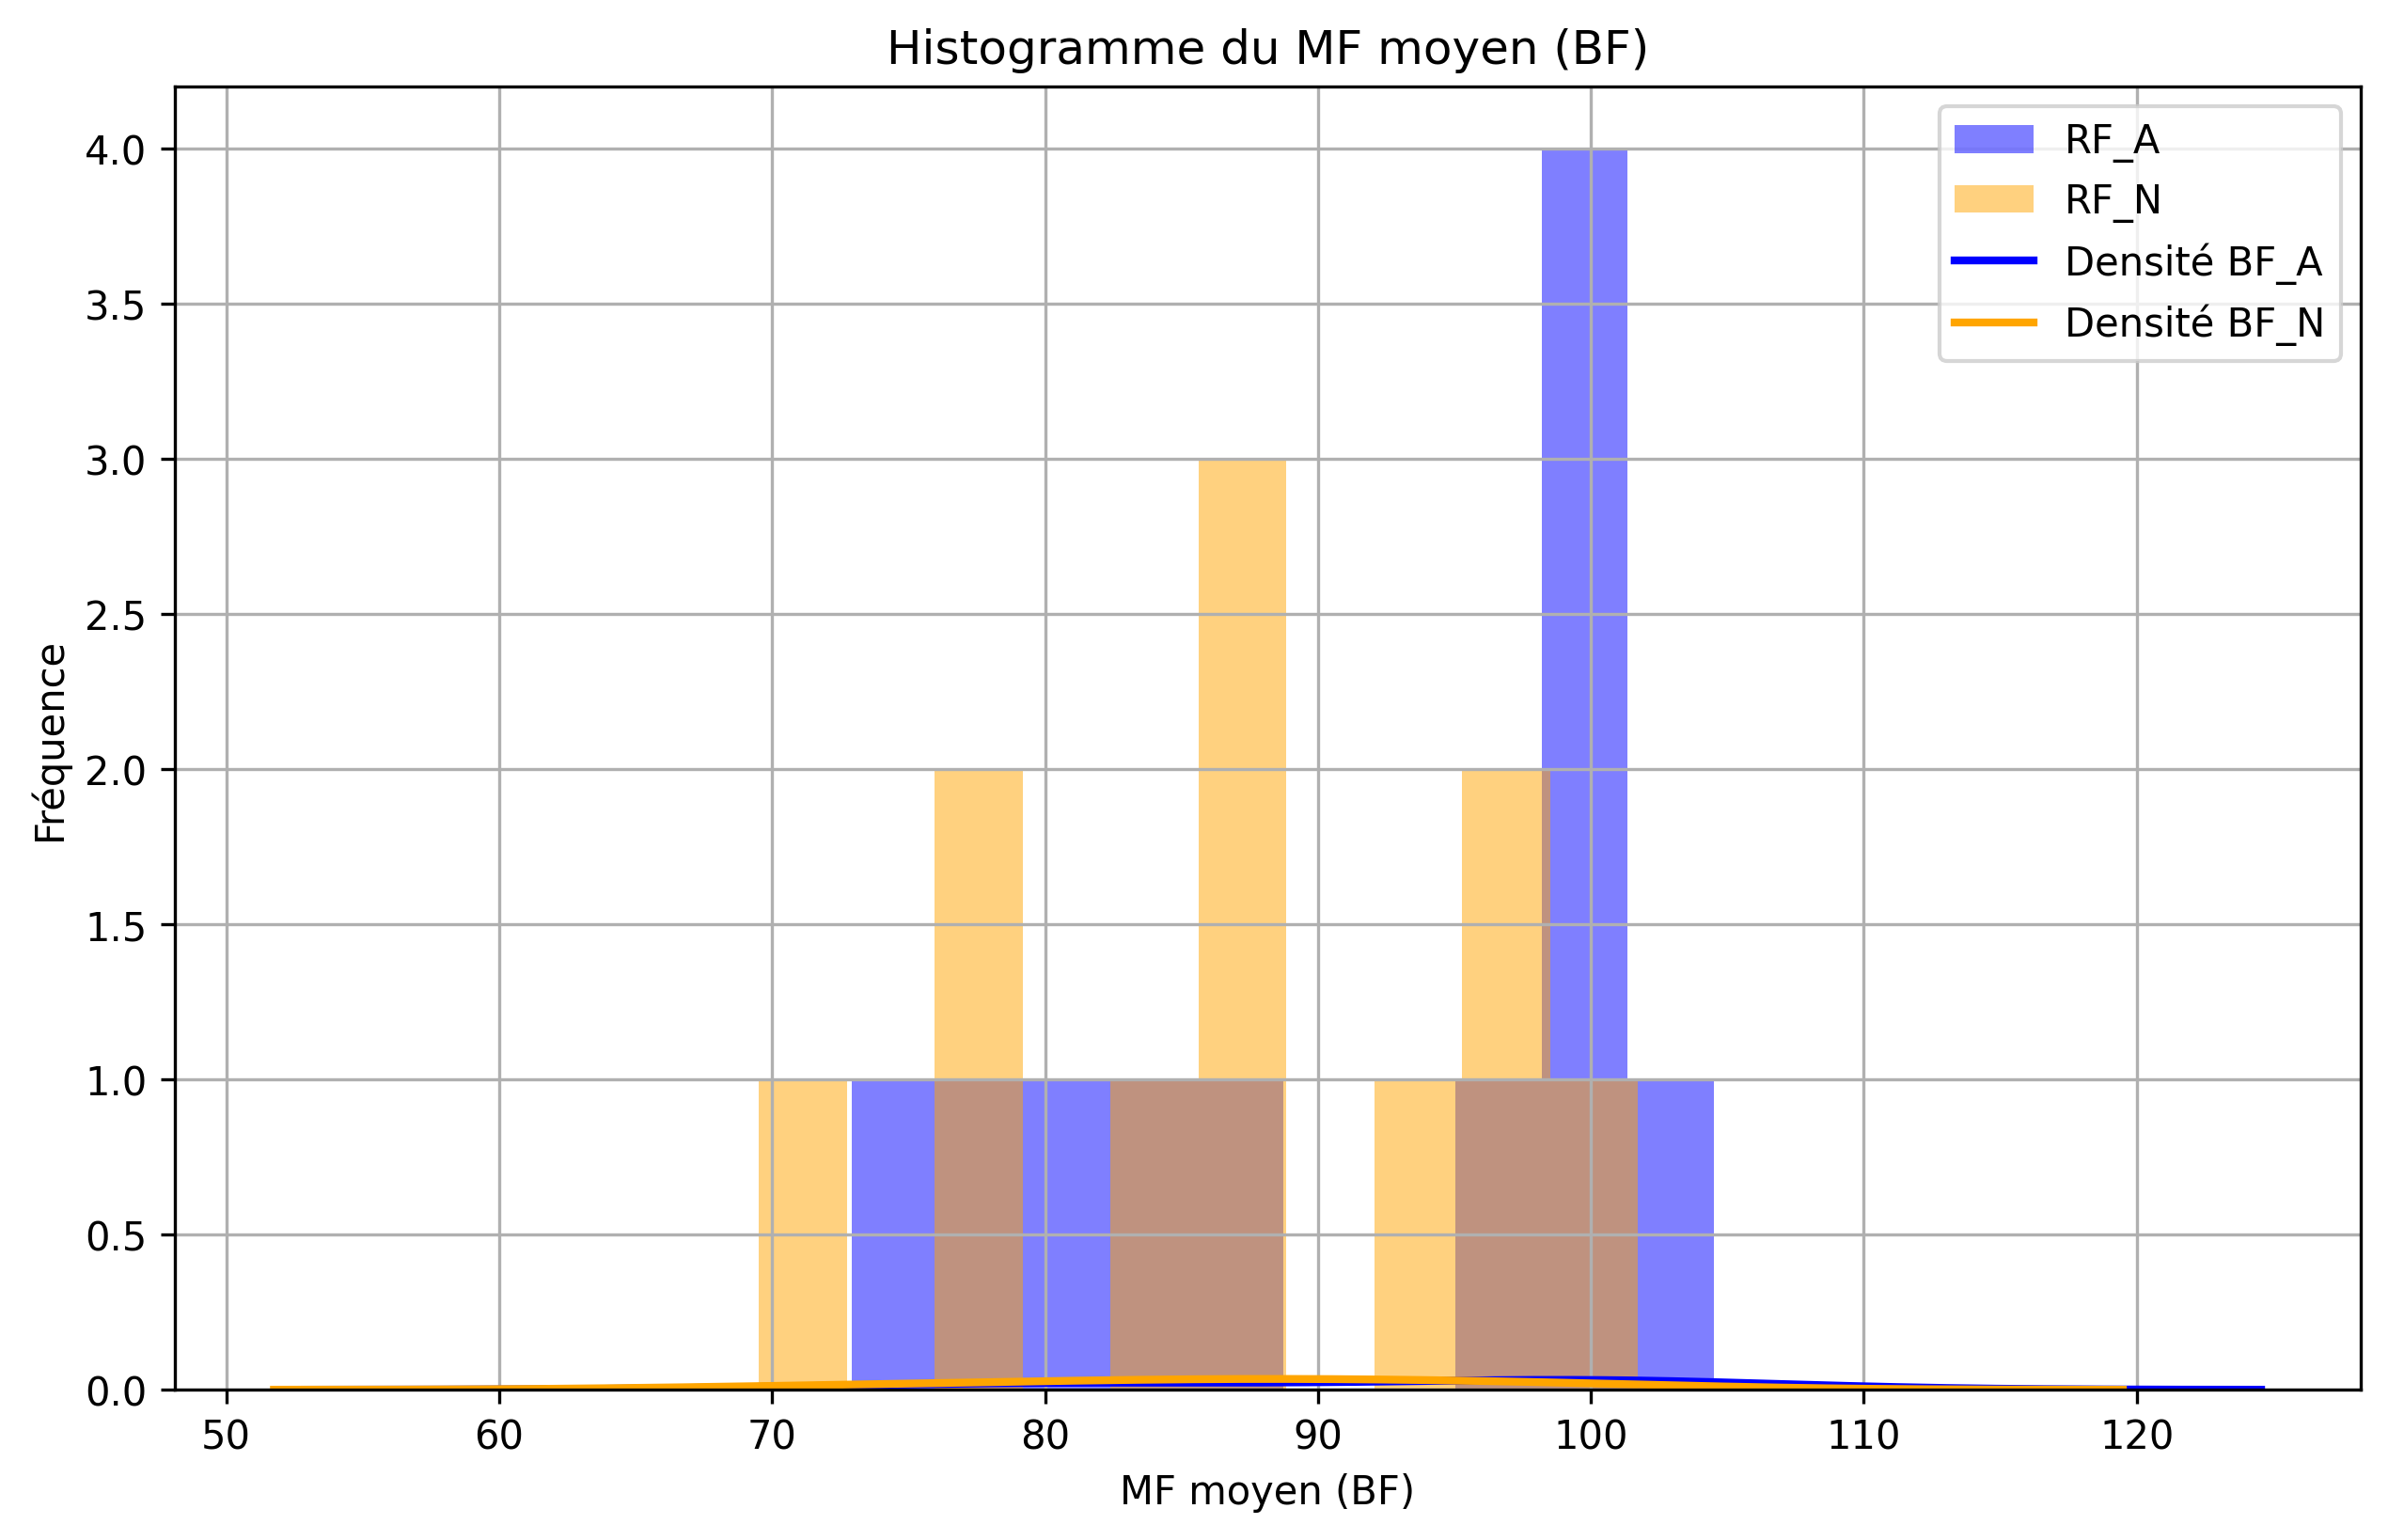 Histogramme du MF moyen (BF)
RF_A
RF_N
Densité BF_A
Densité BF_N
Fréquence
4.0
3.5
3.0
2.5
2.0
1.5
1.0
0.5
0.0
50 60 70 80 90 100 110 120
MF moyen (BF)